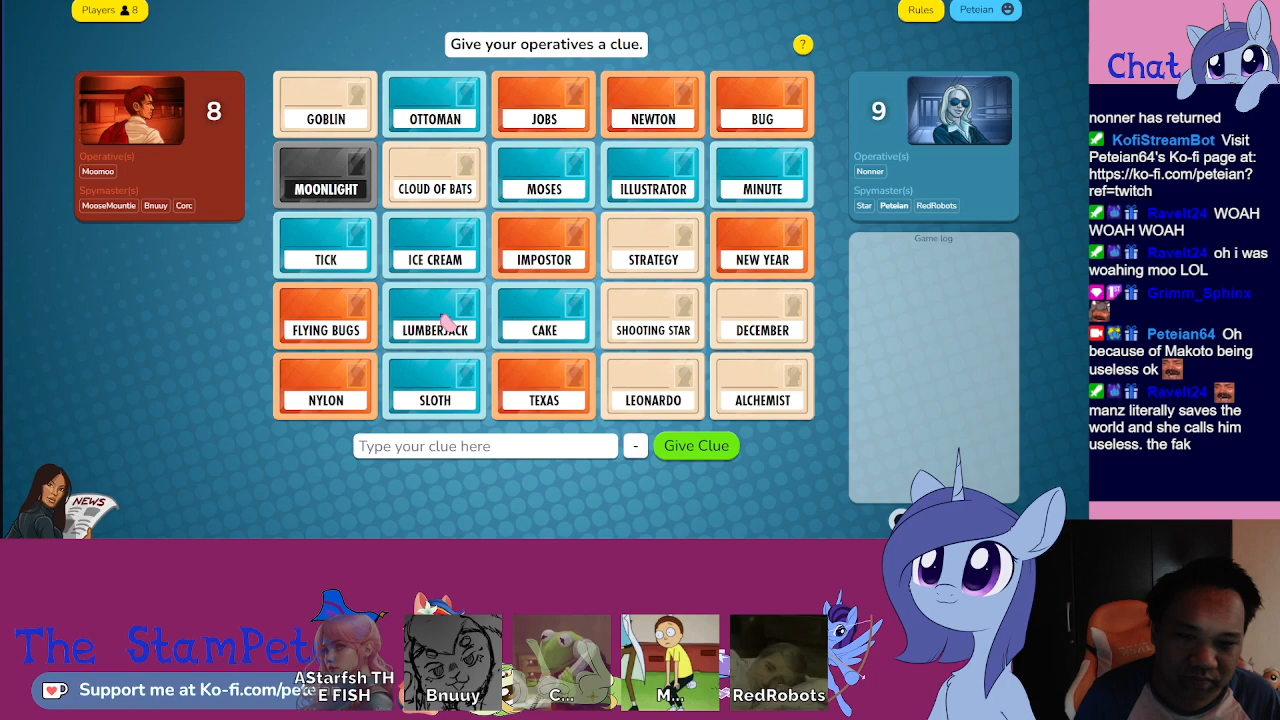 Players 8
Give your operatives a clue.
?
Rules
Peteian
8
Operative(s)
Moomoo
Spymaster(s)
MooseMountie Bnuuy Corc
GOBLIN OTTOMAN JOBS NEWTON BUG
MOONLIGHT CLOUD OF BATS MOSES ILLUSTRATOR MINUTE
TICK ICE CREAM IMPOSTOR STRATEGY NEW YEAR
FLYING BUGS LUMBERJACK CAKE SHOOTING STAR DECEMBER
NYLON SLOTH TEXAS LEONARDO ALCHEMIST
Type your clue here - Give Clue
9
Operative(s)
Nonner
Spymaster(s)
Star Peteian RedRobots
Game log
NEWS
Chat
nonner has returned
KofiStreamBot Visit
Peteian64's Ko-fi page at:
https://ko-fi.com/peteian?
ref=twitch
Ravelt24 WOAH
WOAH WOAH
Ravelt24 oh i was
woahing moo LOL
Grimm_Sphinx
Peteian64 Oh
because of Makoto being
useless ok
Ravelt24
manz literally saves the
world and she calls him
useless. the fak
The StamPet
Support me at Ko-fi.com/pete
AStarfsh TH
E FISH
Bnuuy
C...
M...
RedRobots